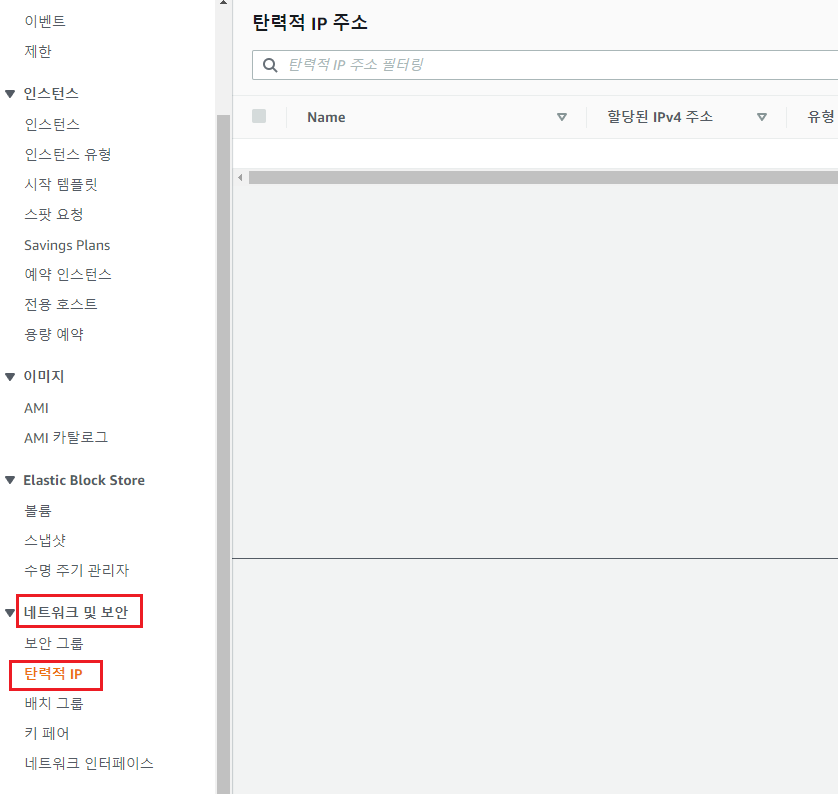 이벤트
제한
인스턴스
인스턴스
인스턴스 유형
시작 템플릿
스팟 요청
Savings Plans
예약 인스턴스
전용 호스트
용량 예약
이미지
AMI
AMI 카탈로그
Elastic Block Store
볼륨
스냅샷
수명 주기 관리자
네트워크 및 보안
보안 그룹
탄력적 IP
배치 그룹
키 페어
네트워크 인터페이스
탄력적 IP 주소
탄력적 IP 주소 필터링
Name 할당된 IPv4 주소 유형